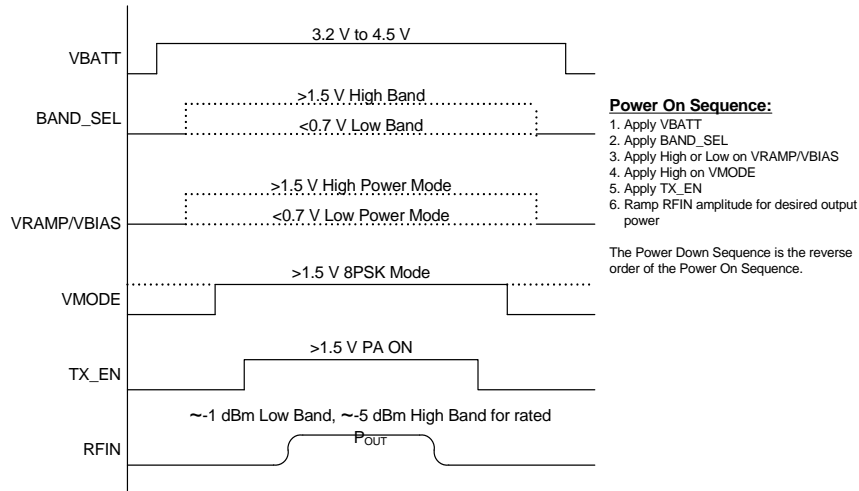 3.2 V to 4.5 V
VBATT
>1.5 V High Band
BAND_SEL
<0.7 V Low Band
>1.5 V High Power Mode
VRAMP/VBIAS
<0.7 V Low Power Mode
>1.5 V 8PSK Mode
VMODE
>1.5 V PA ON
TX_EN
~-1 dBm Low Band, ~-5 dBm High Band for rated
POUT
RFIN
Power On Sequence:
1. Apply VBATT
2. Apply BAND_SEL
3. Apply High or Low on VRAMP/VBIAS
4. Apply High on VMODE
5. Apply TX_EN
6. Ramp RFIN amplitude for desired output
power
The Power Down Sequence is the reverse
order of the Power On Sequence.